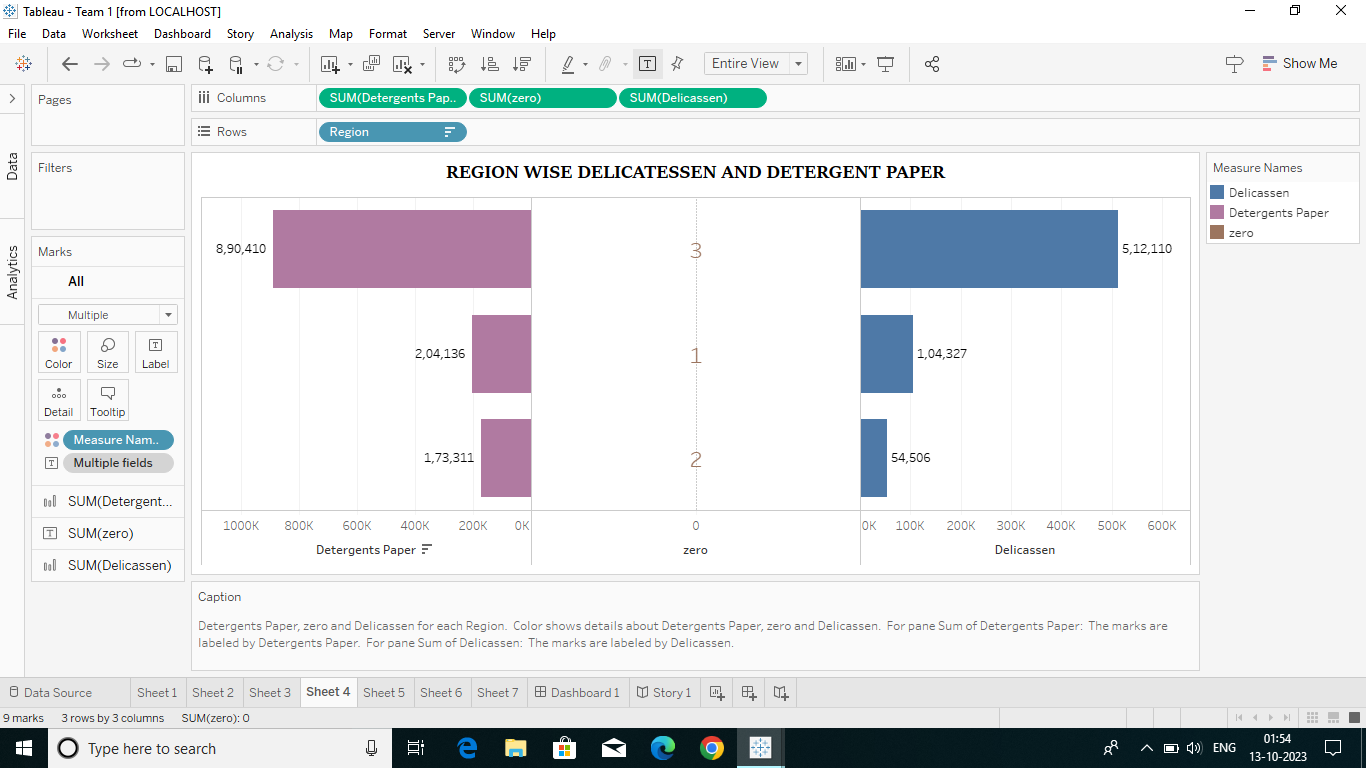 Tableau - Team 1 [from LOCALHOST]
File Data Worksheet Dashboard Story Analysis Map Format Server Window Help
Entire View Show Me
Pages
Columns SUM(Detergents Pap.. SUM(zero) SUM(Delicassen)
Rows Region
Data
Analytics
Filters
Marks
All
Multiple
Color Size Label
Detail Tooltip
Measure Nam..
Multiple fields
SUM(Detergent...
SUM(zero)
SUM(Delicassen)
REGION WISE DELICATESSEN AND DETERGENT PAPER
8,90,410 3 5,12,110
2,04,136 1 1,04,327
1,73,311 2 54,506
1000K 800K 600K 400K 200K 0K 0 0K 100K 200K 300K 400K 500K 600K
Detergents Paper zero Delicassen
Measure Names
Delicassen
Detergents Paper
zero
Caption
Detergents Paper, zero and Delicassen for each Region. Color shows details about Detergents Paper, zero and Delicassen. For pane Sum of Detergents Paper: The marks are
labeled by Detergents Paper. For pane Sum of Delicassen: The marks are labeled by Delicassen.
Data Source Sheet 1 Sheet 2 Sheet 3 Sheet 4 Sheet 5 Sheet 6 Sheet 7 Dashboard 1 Story 1
9 marks 3 rows by 3 columns SUM(zero): 0
Type here to search
ENG
01:54
13-10-2023